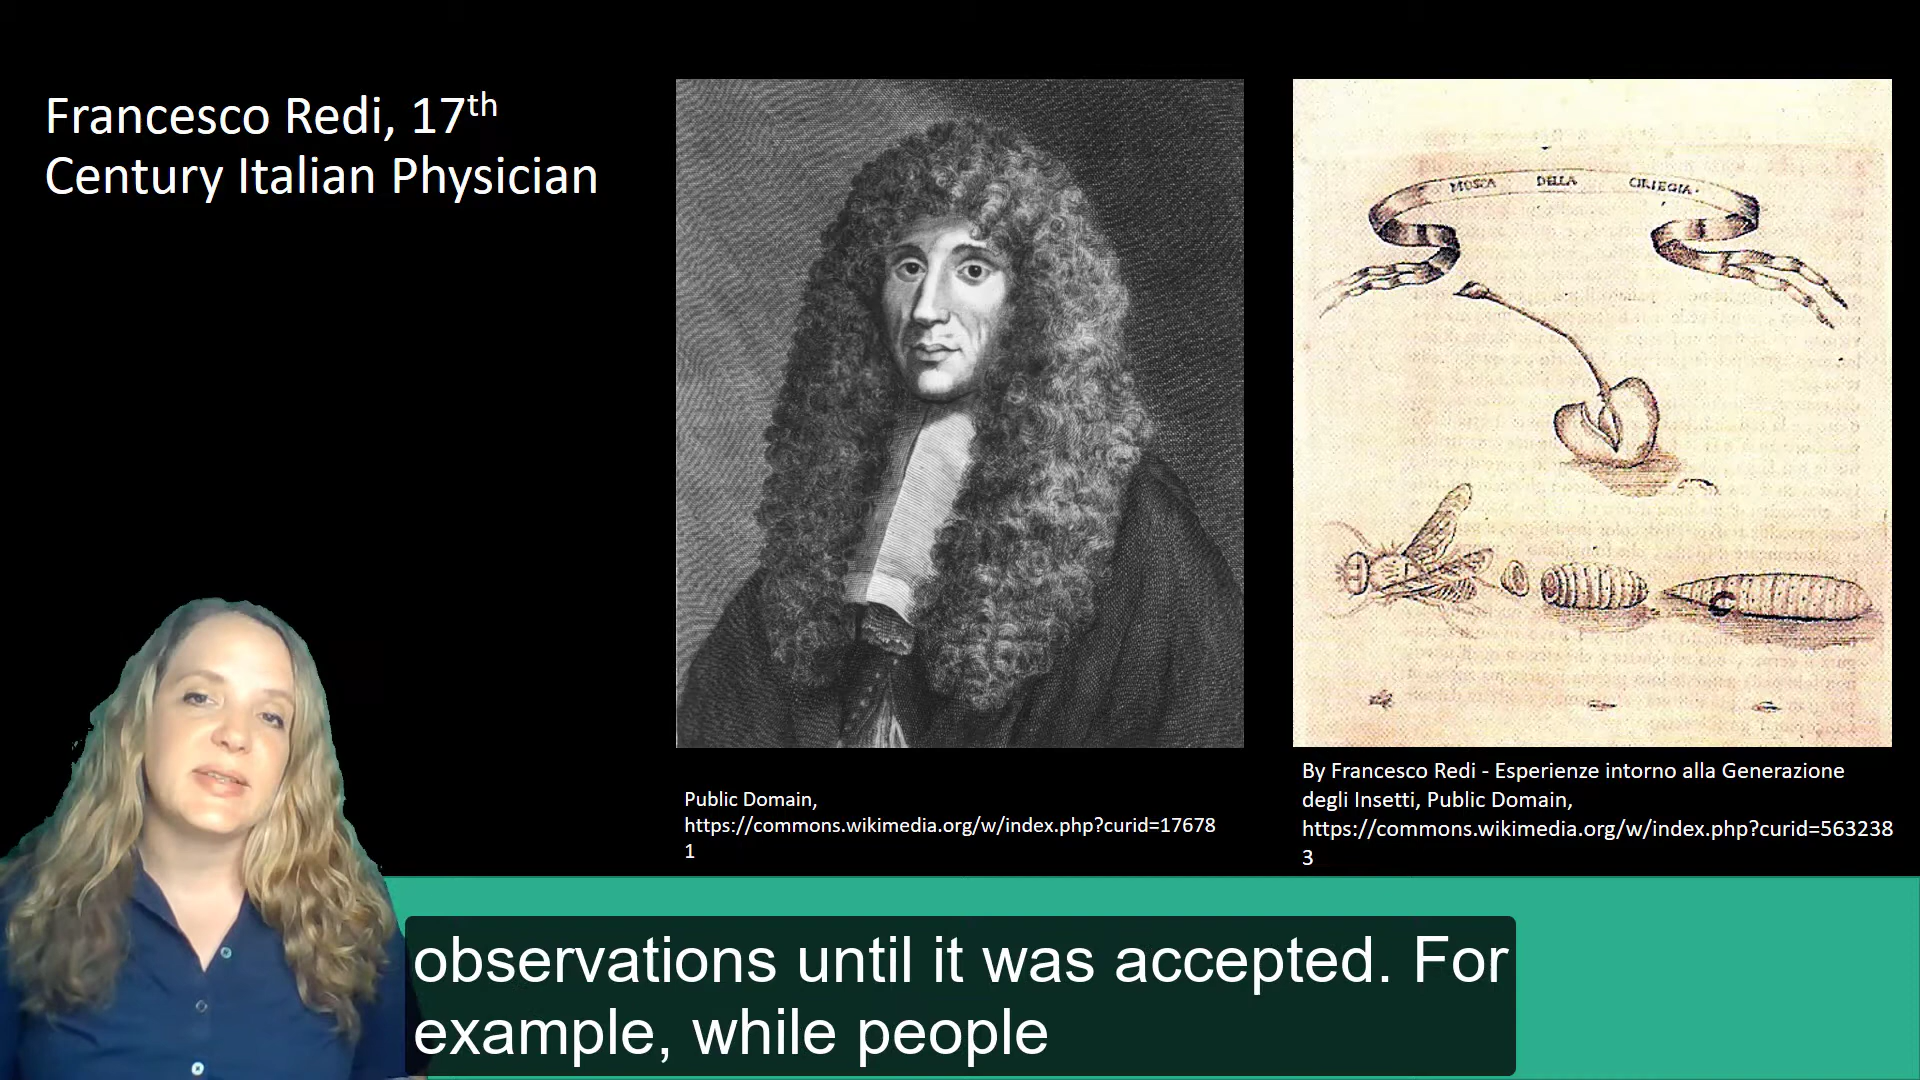 Francesco Redi, 17th
Century Italian Physician
MOSCA DELLA CIRIEGIA.
Public Domain,
https://commons.wikimedia.org/w/index.php?curid=17678
1
By Francesco Redi - Esperienze intorno alla Generazione
degli Insetti, Public Domain,
https://commons.wikimedia.org/w/index.php?curid=563238
3
observations until it was accepted. For
example, while people